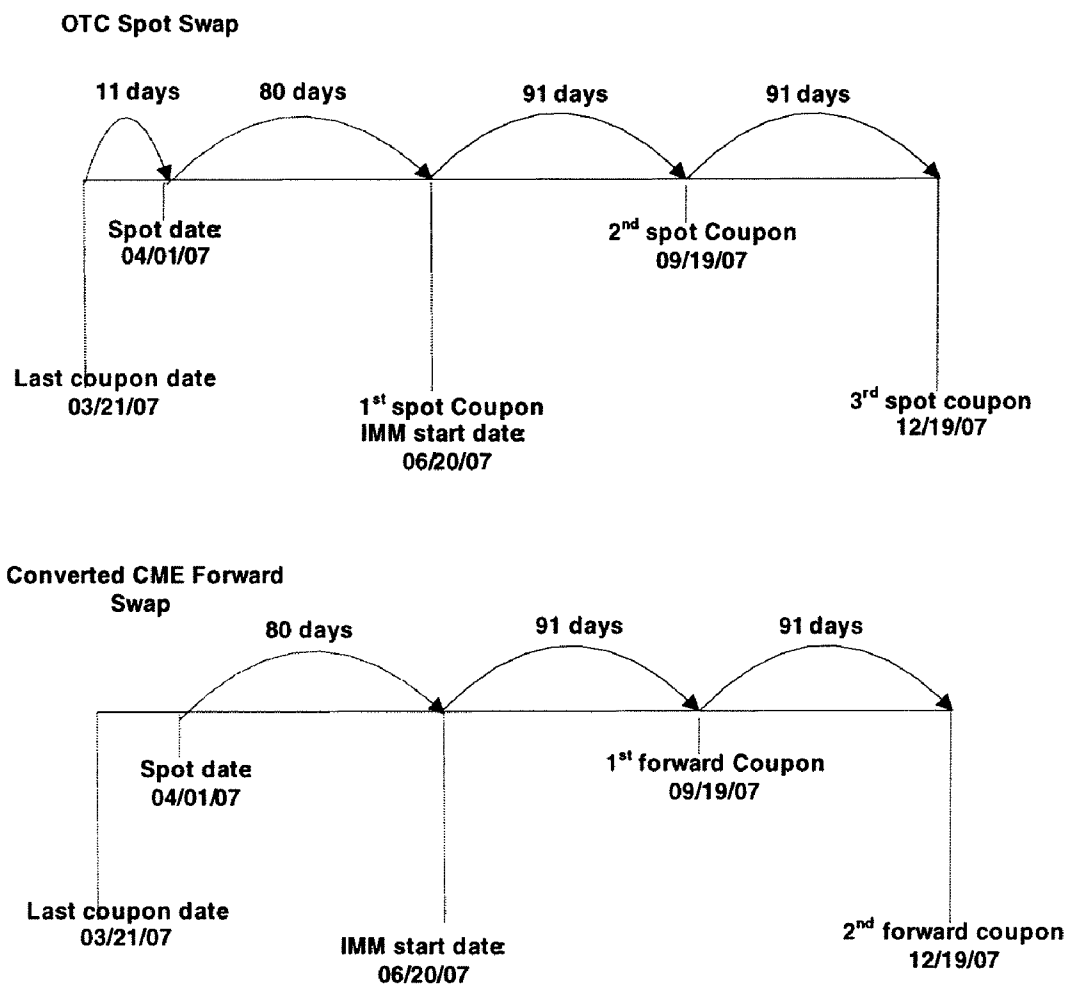 OTC Spot Swap
11 days
80 days
91 days
91 days
Spot date:
04/01/07
2nd spot Coupon
09/19/07
Last coupon date
03/21/07
1st spot Coupon
IMM start date:
06/20/07
3rd spot coupon
12/19/07
Converted CME Forward
Swap
80 days
91 days
91 days
Spot date
04/01/07
1st forward Coupon
09/19/07
Last coupon date
03/21/07
IMM start date:
06/20/07
2nd forward coupon
12/19/07